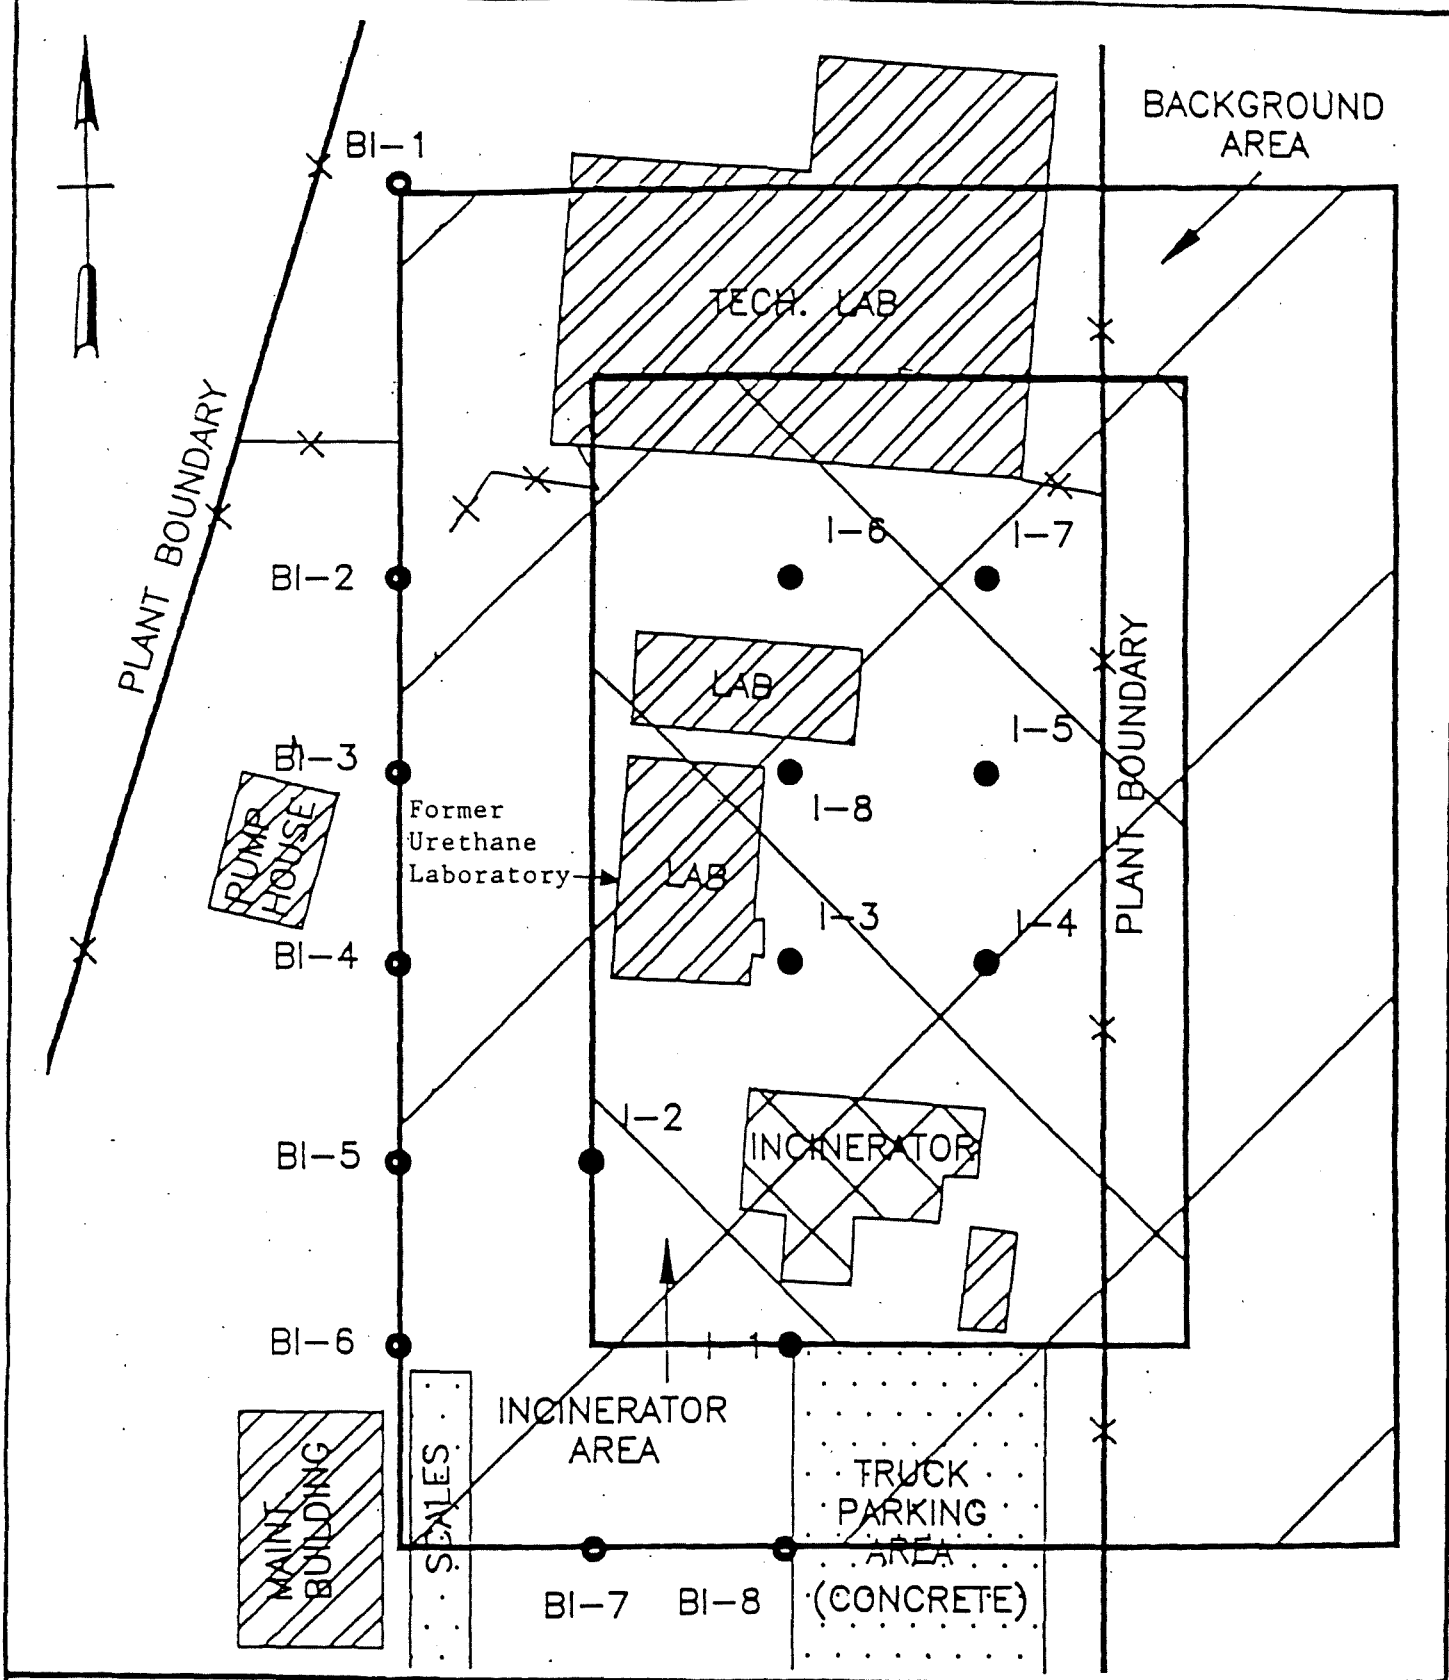 BI-1
BACKGROUND
AREA
TECH. LAB
PLANT BOUNDARY
I-6
I-7
BI-2
LAB
I-5
PLANT BOUNDARY
BI-3
I-8
PUMP
HOUSE
Former
Urethane
Laboratory
LAB
I-3
I-4
BI-4
I-2
INCINERATOR
BI-5
BI-6
I-1
INCINERATOR
AREA
MAINT.
BUILDING
SCALES
TRUCK
PARKING
AREA
(CONCRETE)
BI-7
BI-8